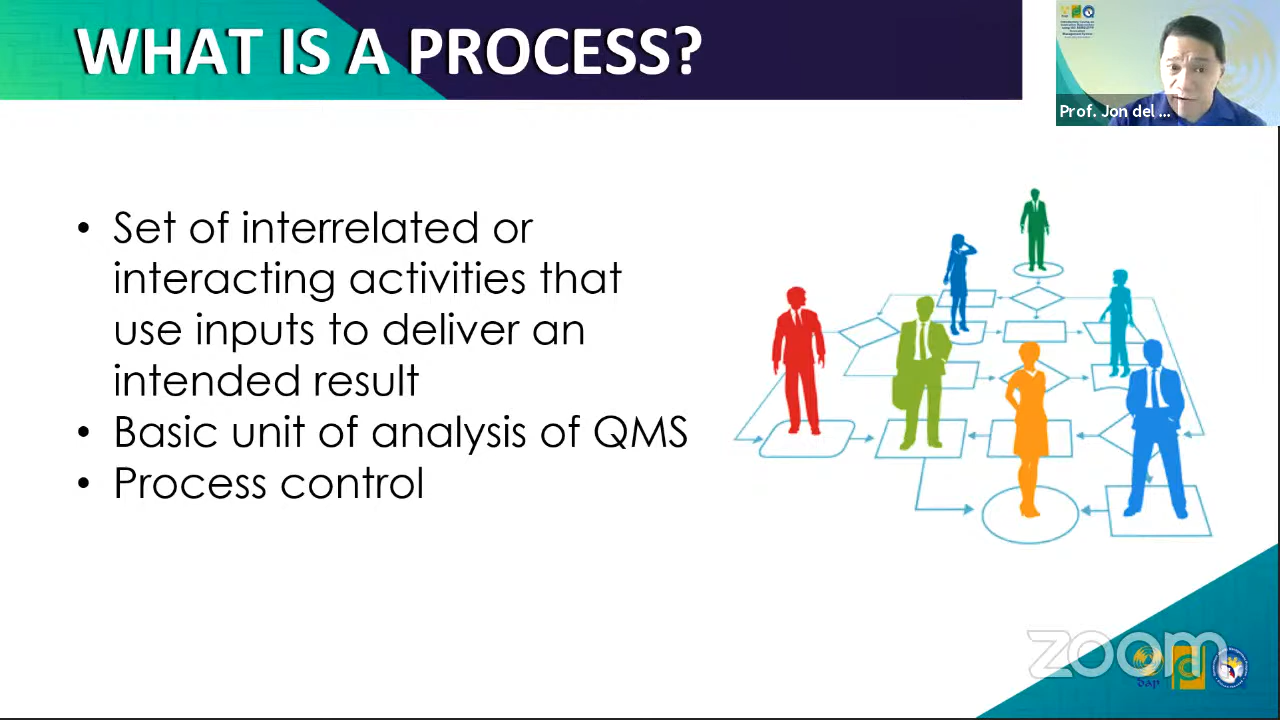 WHAT IS A PROCESS?
Prof. Jon del ...
• Set of interrelated or
interacting activities that
use inputs to deliver an
intended result
• Basic unit of analysis of QMS
• Process control
zoom
dap